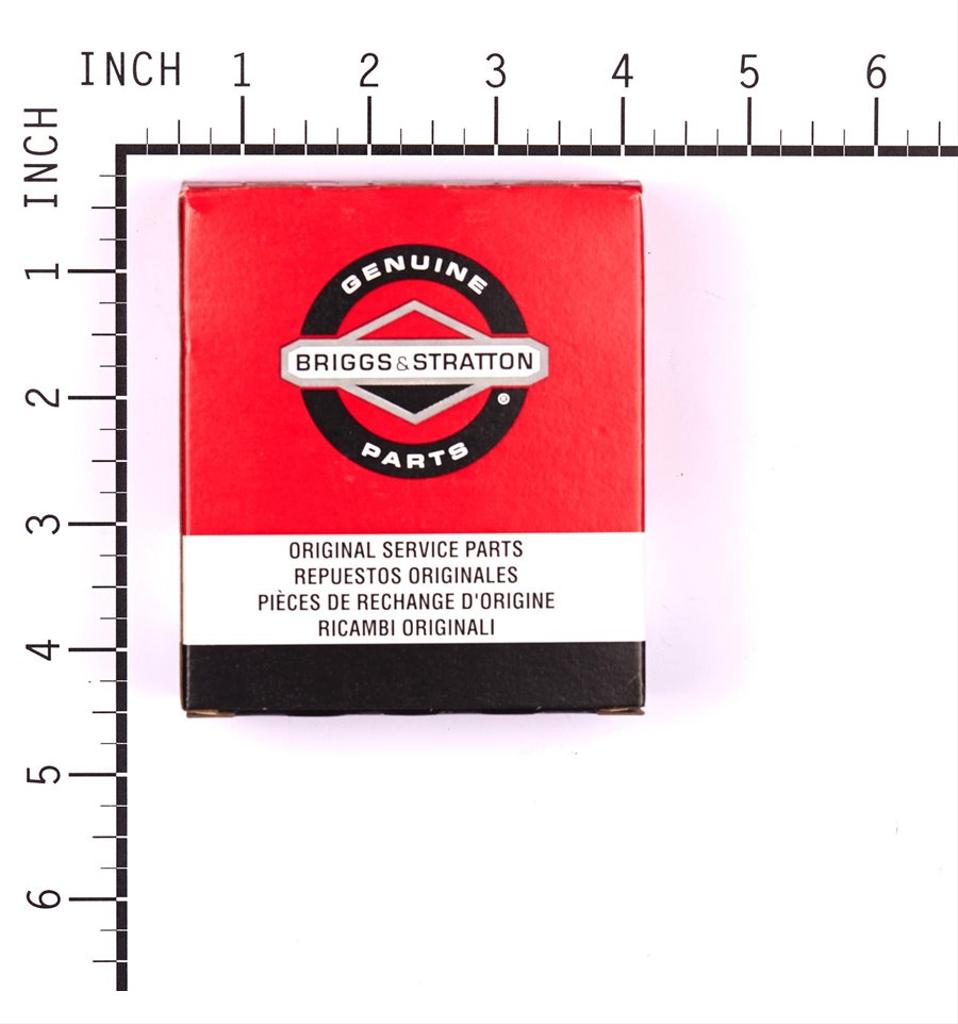 INCH 1 2 3 4 5 6
INCH
1
2
3
4
5
6
GENUINE
BRIGGS & STRATTON
®
PARTS
ORIGINAL SERVICE PARTS
REPUESTOS ORIGINALES
PIÈCES DE RECHANGE D'ORIGINE
RICAMBI ORIGINALI